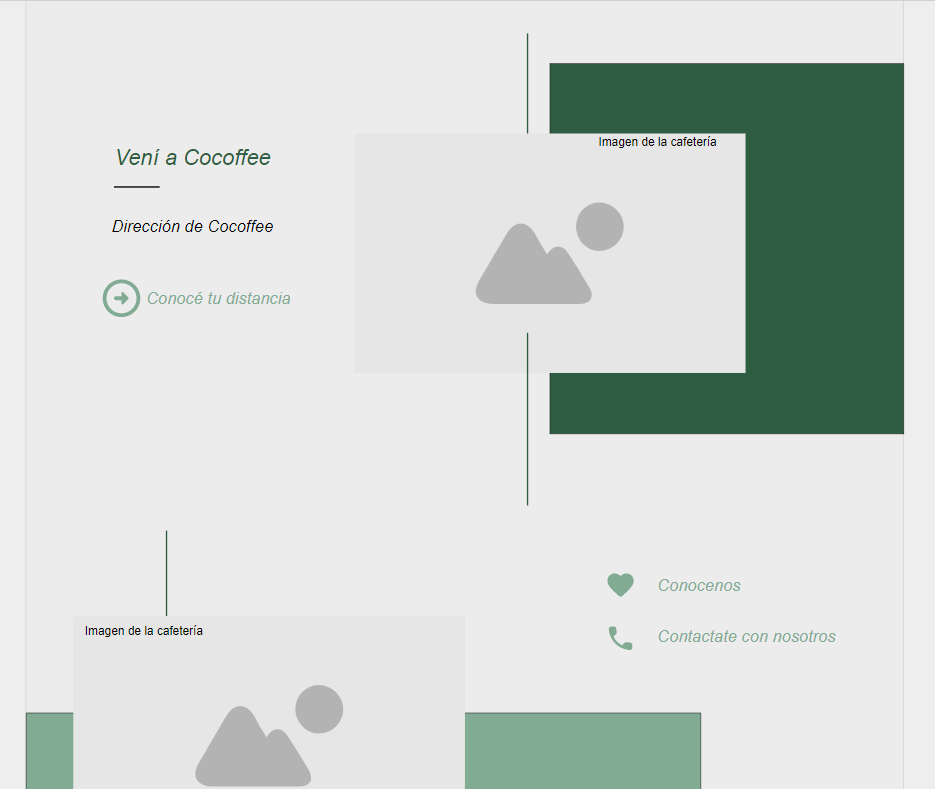 Imagen de la cafetería
Vení a Cocoffee
Dirección de Cocoffee
Conocé tu distancia
Conocenos
Imagen de la cafetería
Contactate con nosotros